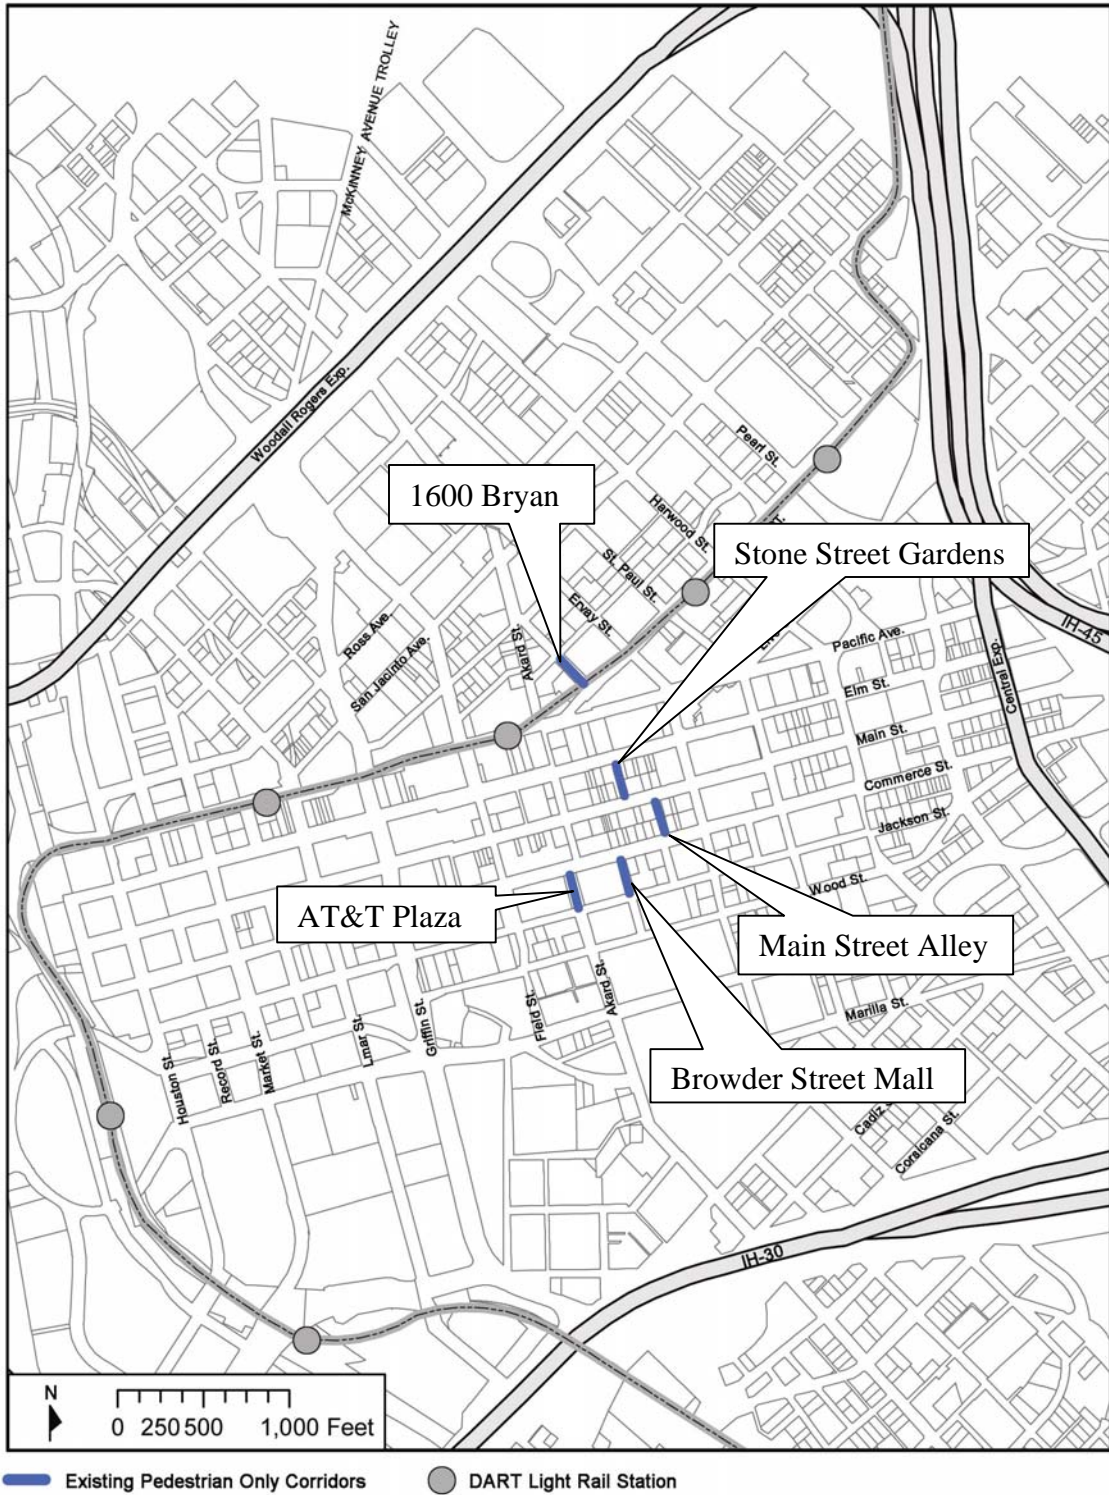 McKINNEY AVENUE TROLLEY
Woodall Rogers Exp.
Pearl St.
1600 Bryan
Harwood St.
Stone Street Gardens
St. Paul St.
Ervay St.
Ross Ave.
San Jacinto Ave.
Akard St.
Pacific Ave.
IH-45
Central Exp.
Elm St.
Main St.
Commerce St.
Jackson St.
Wood St.
AT&T Plaza
Main Street Alley
Akard St.
Field St.
Griffin St.
Lmar St.
Market St.
Record St.
Houston St.
Marilla St.
Browder Street Mall
Cadiz
Corsicana St.
IH-30
N
0 250 500 1,000 Feet
Existing Pedestrian Only Corridors
DART Light Rail Station